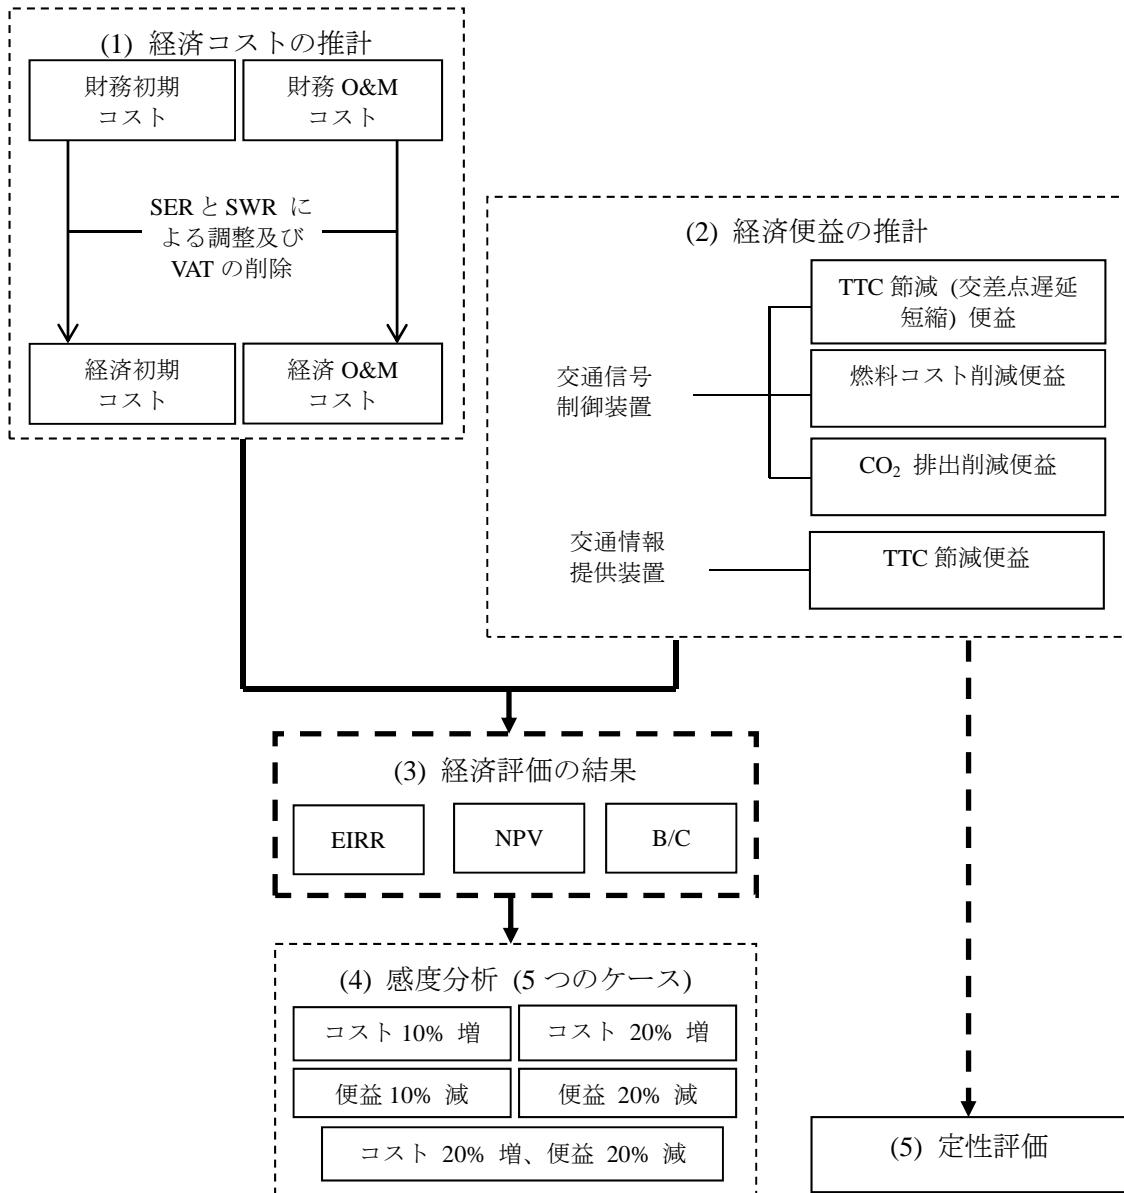 (1) 経済コストの推計
財務初期
コスト
財務 O&M
コスト
SER と SWR に
よる調整及び
VAT の削除
経済初期
コスト
経済 O&M
コスト
(2) 経済便益の推計
交通信号
制御装置
TTC 節減 (交差点遅延
短縮) 便益
燃料コスト削減便益
CO₂ 排出削減便益
交通情報
提供装置
TTC 節減便益
(3) 経済評価の結果
EIRR
NPV
B/C
(4) 感度分析 (5 つのケース)
コスト 10% 増
コスト 20% 増
便益 10% 減
便益 20% 減
コスト 20% 増、便益 20% 減
(5) 定性評価